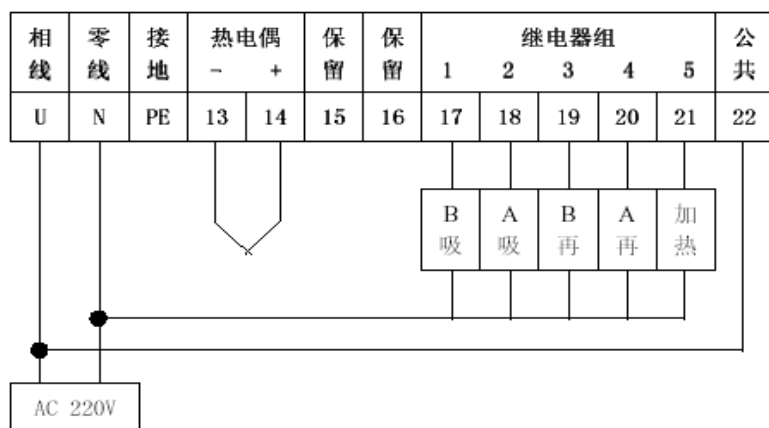 相 零 接 热电偶 保 保 继电器组 公
线 线 地 － ＋ 留 留 1 2 3 4 5 共
U N PE 13 14 15 16 17 18 19 20 21 22
B A B A 加
吸 吸 再 再 热
AC 220V